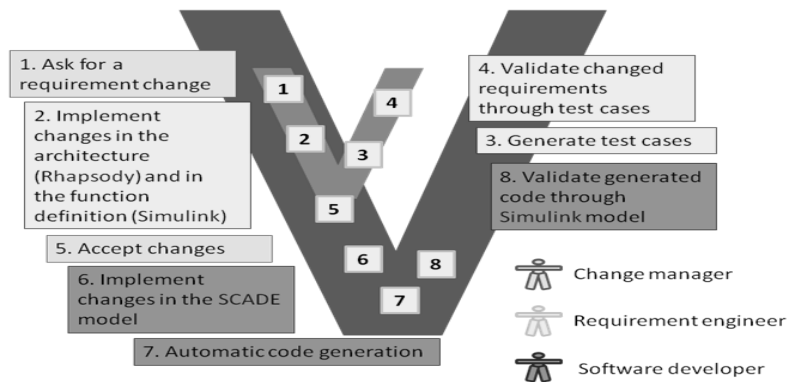 1. Ask for a
requirement change
2. Implement
changes in the
architecture
(Rhapsody) and in
the function
definition (Simulink)
5. Accept changes
6. Implement
changes in the SCADE
model
7. Automatic code generation
1
2
3
4
5
6
7
8
4. Validate changed
requirements
through test cases
3. Generate test cases
8. Validate generated
code through
Simulink model
Change manager
Requirement engineer
Software developer